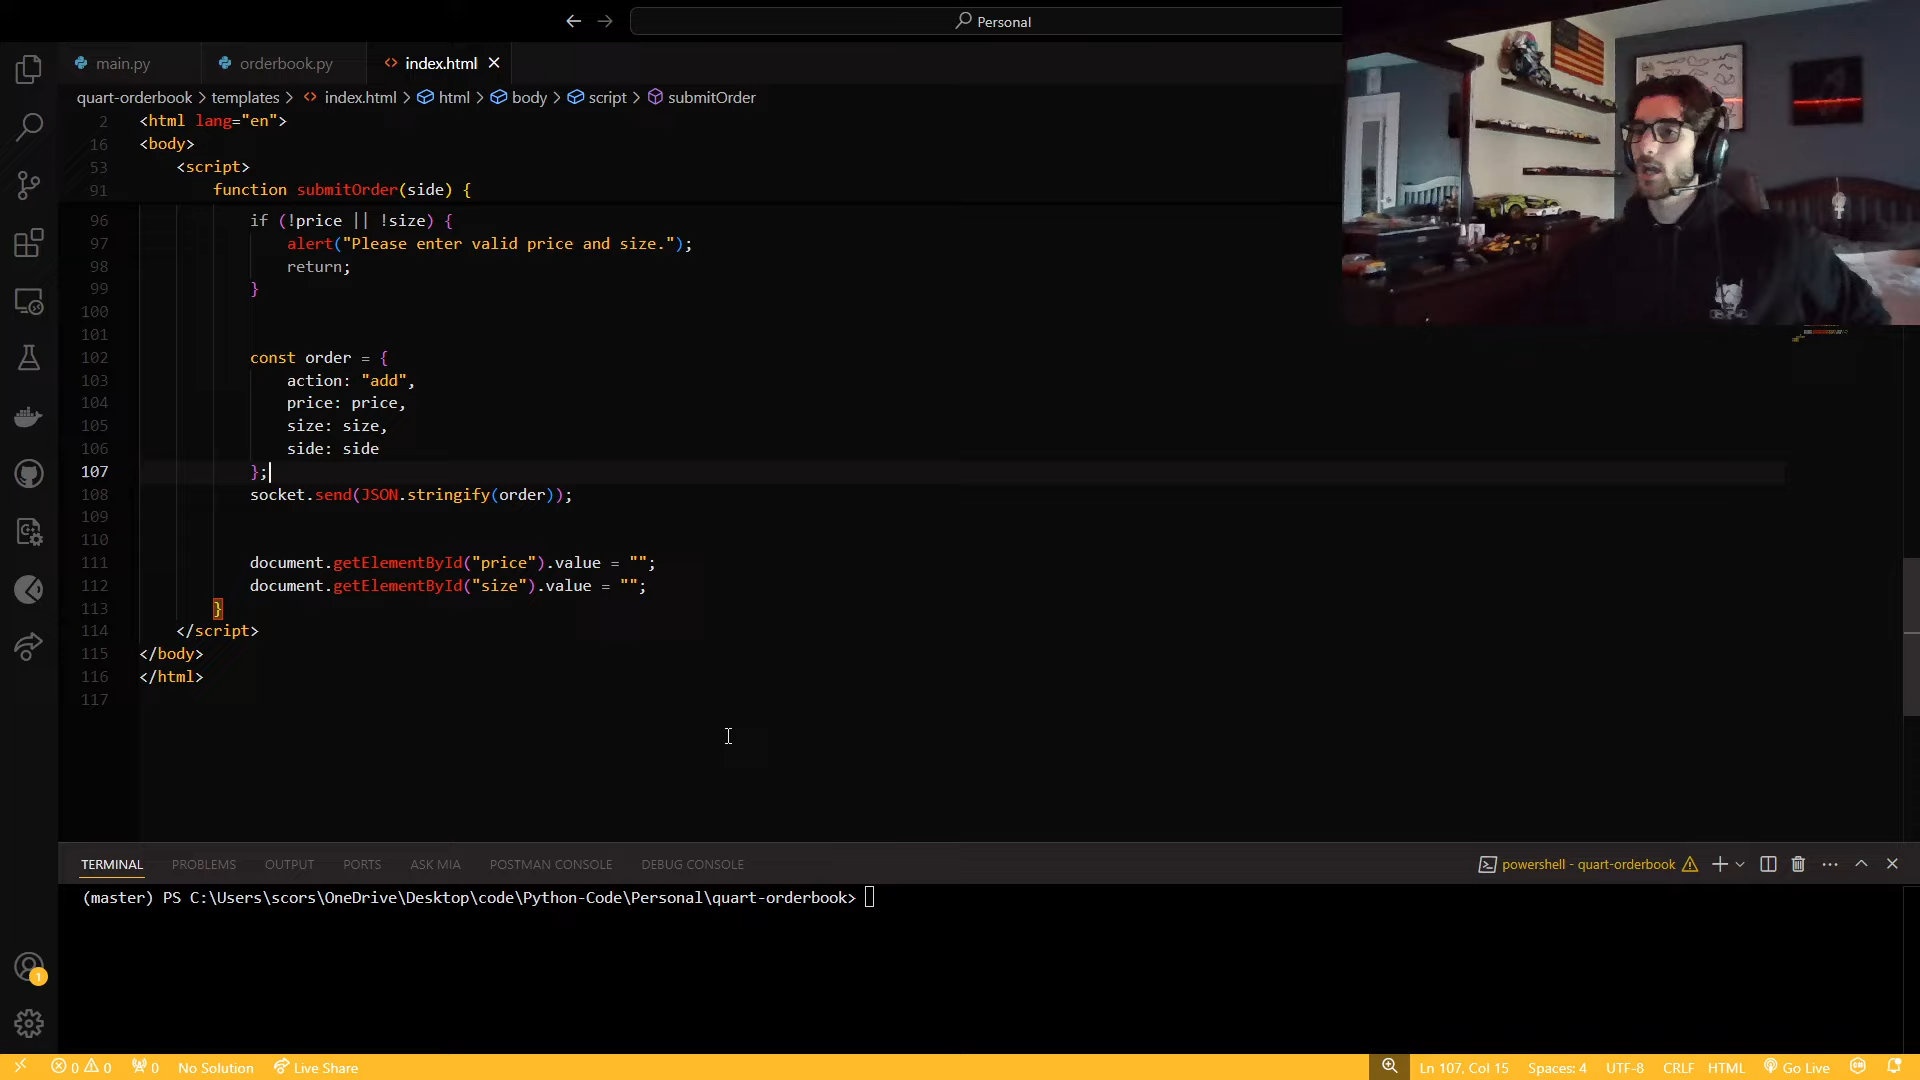 Personal
main.py
orderbook.py
index.html
quart-orderbook > templates > index.html > html > body > script > submitOrder
2 <html lang="en">
16 <body>
53 <script>
91 function submitOrder(side) {
96 if (!price || !size) {
97 alert("Please enter valid price and size.");
98 return;
99 }
100
101
102 const order = {
103 action: "add",
104 price: price,
105 size: size,
106 side: side
107 };
108 socket.send(JSON.stringify(order));
109
110
111 document.getElementById("price").value = "";
112 document.getElementById("size").value = "";
113 }
114 </script>
115 </body>
116 </html>
117
TERMINAL PROBLEMS OUTPUT PORTS ASK MIA POSTMAN CONSOLE DEBUG CONSOLE
powershell - quart-orderbook
(master) PS C:\Users\scors\OneDrive\Desktop\code\Python-Code\Personal\quart-orderbook>
1
0 0 0 No Solution Live Share
Ln 107, Col 15 Spaces: 4 UTF-8 CRLF HTML Go Live